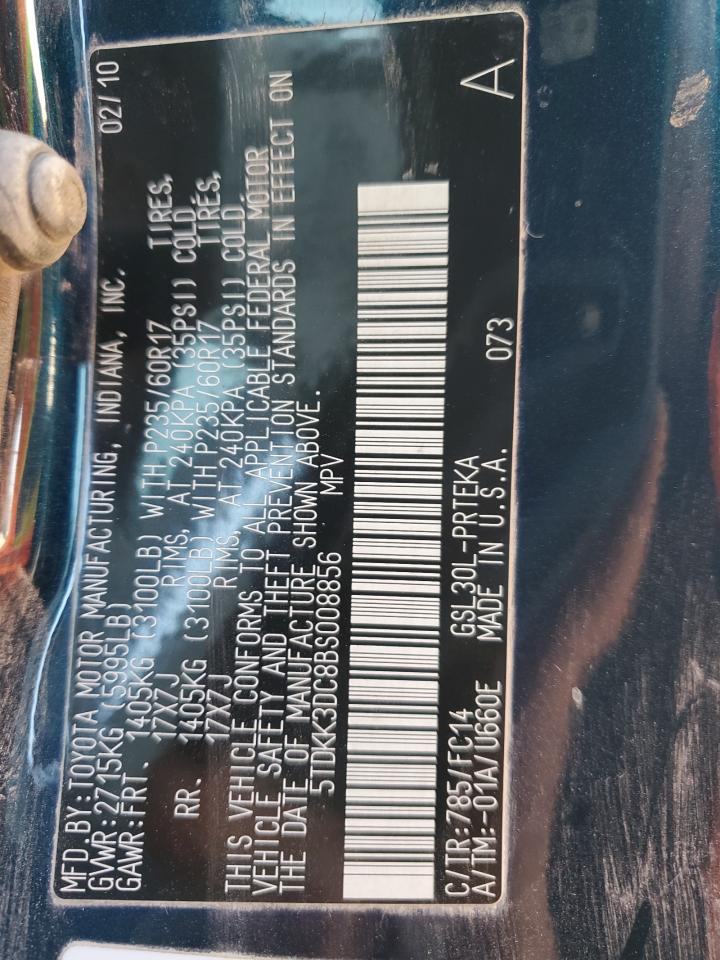 MFD.BY:TOYOTA MOTOR MANUFACTURING, INDIANA, INC. 02/10
GVWR:2715KG (5995LB)
GAWR:FRT. 1405KG (3100LB) WITH P235/60R17 TIRES,
17X7J RIMS, AT 240KPA (35PSI) COLD.
RR. 1405KG (3100LB) WITH P235/60R17 TIRES,
17X7J RIMS, AT 240KPA (35PSI) COLD.
THIS VEHICLE CONFORMS TO ALL APPLICABLE FEDERAL MOTOR
VEHICLE SAFETY AND THEFT PREVENTION STANDARDS IN EFFECT ON
THE DATE OF MANUFACTURE SHOWN ABOVE.
5TDKK3DC8BS008856 MPV
C/TR:785/FC14 GSL30L-PRTEKA 073 A
A/TM:-01A/U660E MADE IN U.S.A.